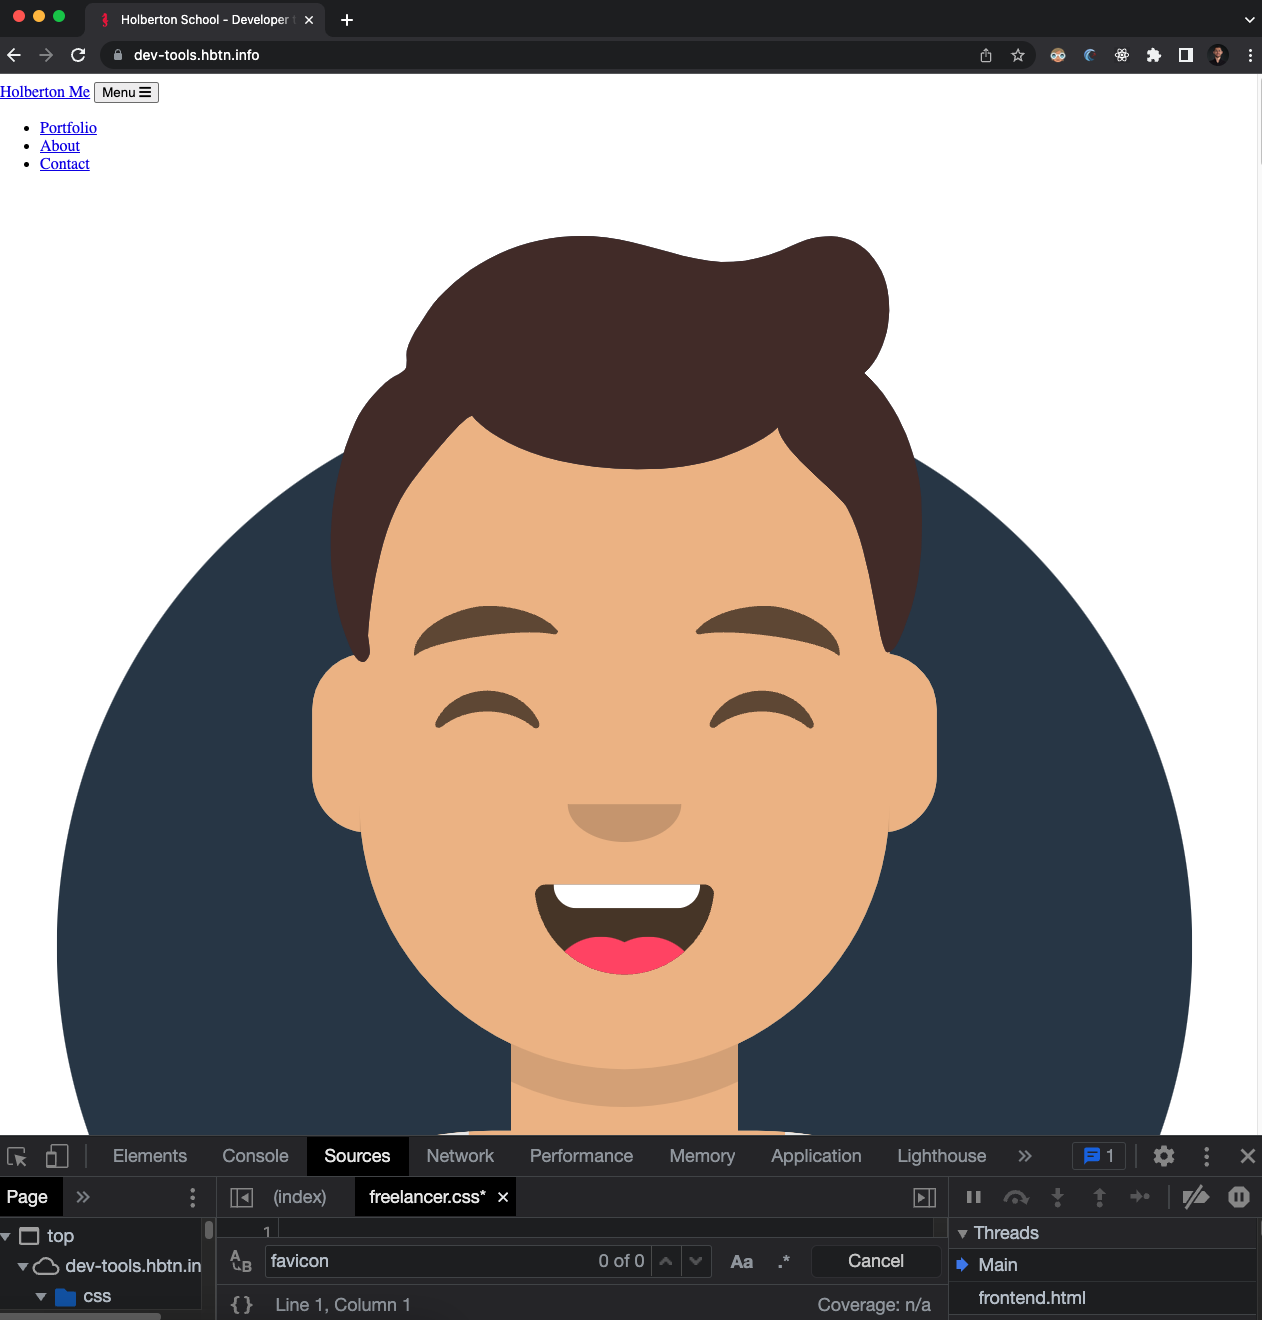 Holberton School - Developer t
dev-tools.hbtn.info
Holberton Me Menu
Portfolio
About
Contact
Elements Console Sources Network Performance Memory Application Lighthouse 1
Page (index) freelancer.css*
top 1 Threads
dev-tools.hbtn.in favicon 0 of 0 Aa .* Cancel Main
css {} Line 1, Column 1 Coverage: n/a frontend.html